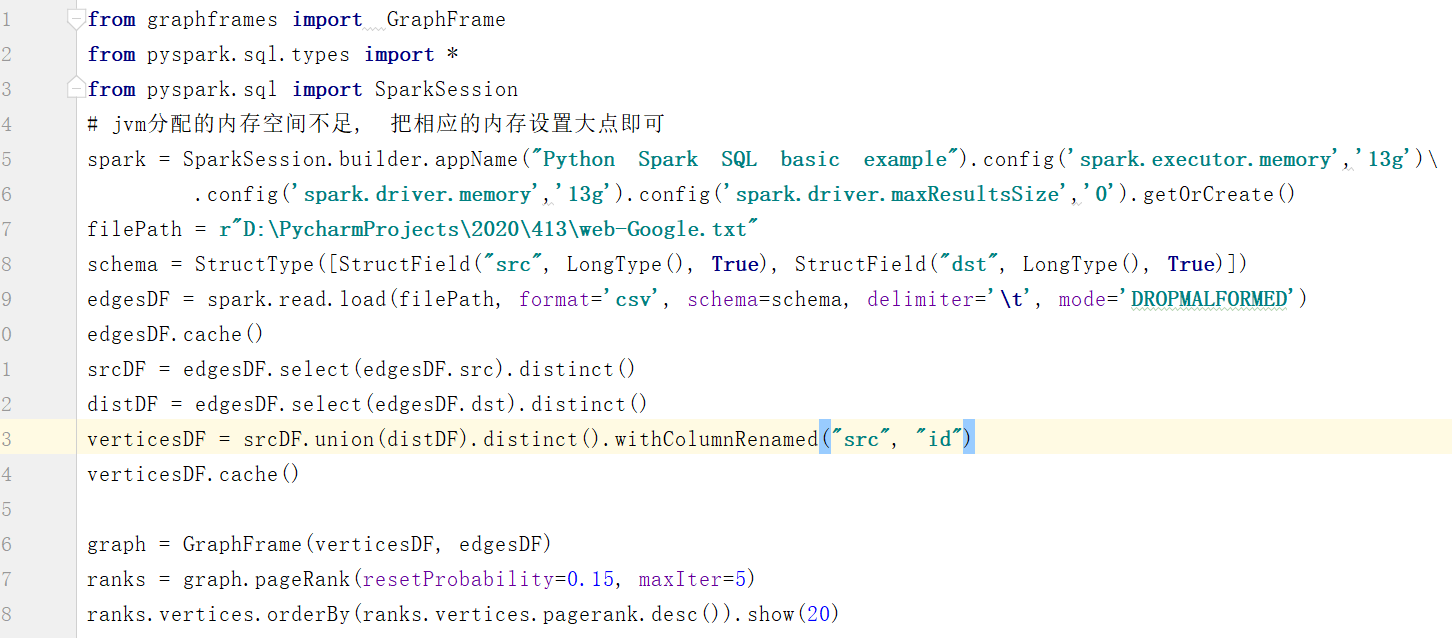 1 from graphframes import  GraphFrame
2 from pyspark.sql.types import *
3 from pyspark.sql import SparkSession
4 # jvm分配的内存空间不足， 把相应的内存设置大点即可
5 spark = SparkSession.builder.appName("Python  Spark  SQL  basic  example").config('spark.executor.memory','13g')\
6         .config('spark.driver.memory','13g').config('spark.driver.maxResultsSize','0').getOrCreate()
7 filePath = r"D:\PycharmProjects\2020\413\web-Google.txt"
8 schema = StructType([StructField("src", LongType(), True), StructField("dst", LongType(), True)])
9 edgesDF = spark.read.load(filePath, format='csv', schema=schema, delimiter='\t', mode='DROPMALFORMED')
0 edgesDF.cache()
1 srcDF = edgesDF.select(edgesDF.src).distinct()
2 distDF = edgesDF.select(edgesDF.dst).distinct()
3 verticesDF = srcDF.union(distDF).distinct().withColumnRenamed("src", "id")
4 verticesDF.cache()
5
6 graph = GraphFrame(verticesDF, edgesDF)
7 ranks = graph.pageRank(resetProbability=0.15, maxIter=5)
8 ranks.vertices.orderBy(ranks.vertices.pagerank.desc()).show(20)